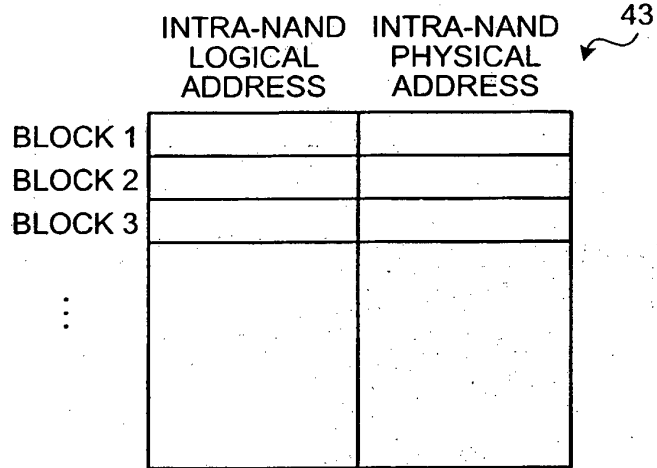 43
INTRA-NAND INTRA-NAND
LOGICAL PHYSICAL
ADDRESS ADDRESS
BLOCK 1
BLOCK 2
BLOCK 3
⋮